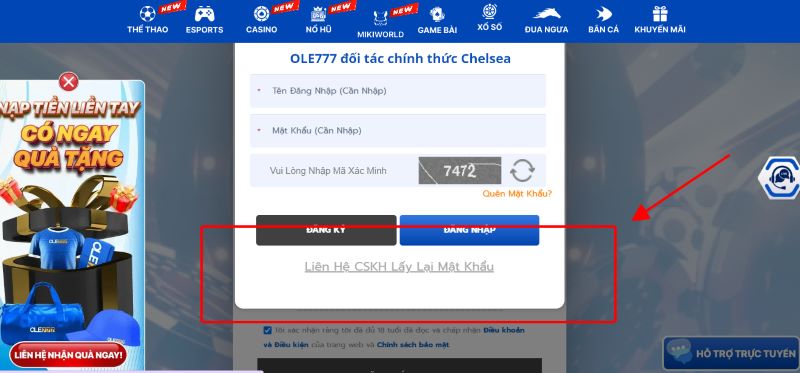 NEW
NEW
NEW
THỂ THAO
ESPORTS
CASINO
NỔ HŨ
MIKIWORLD
GAME BÀI
XỔ SỐ
ĐUA NGỰA
BẮN CÁ
KHUYẾN MÃI
OLE777 đối tác chính thức Chelsea
* Tên Đăng Nhập (Cần Nhập)
* Mật Khẩu (Cần Nhập)
Vui Lòng Nhập Mã Xác Minh
7472
Quên Mật Khẩu?
ĐĂNG KÝ
ĐĂNG NHẬP
Liên Hệ CSKH Lấy Lại Mật Khẩu
Tôi xác nhận rằng tôi đã đủ 18 tuổi đã đọc và chấp nhận Điều khoản
và Điều kiện của trang web và Chính sách bảo mật.
NẠP TIỀN LIỀN TAY
CÓ NGAY
QUÀ TẶNG
LIÊN HỆ NHẬN QUÀ NGAY!
HỖ TRỢ TRỰC TUYẾN